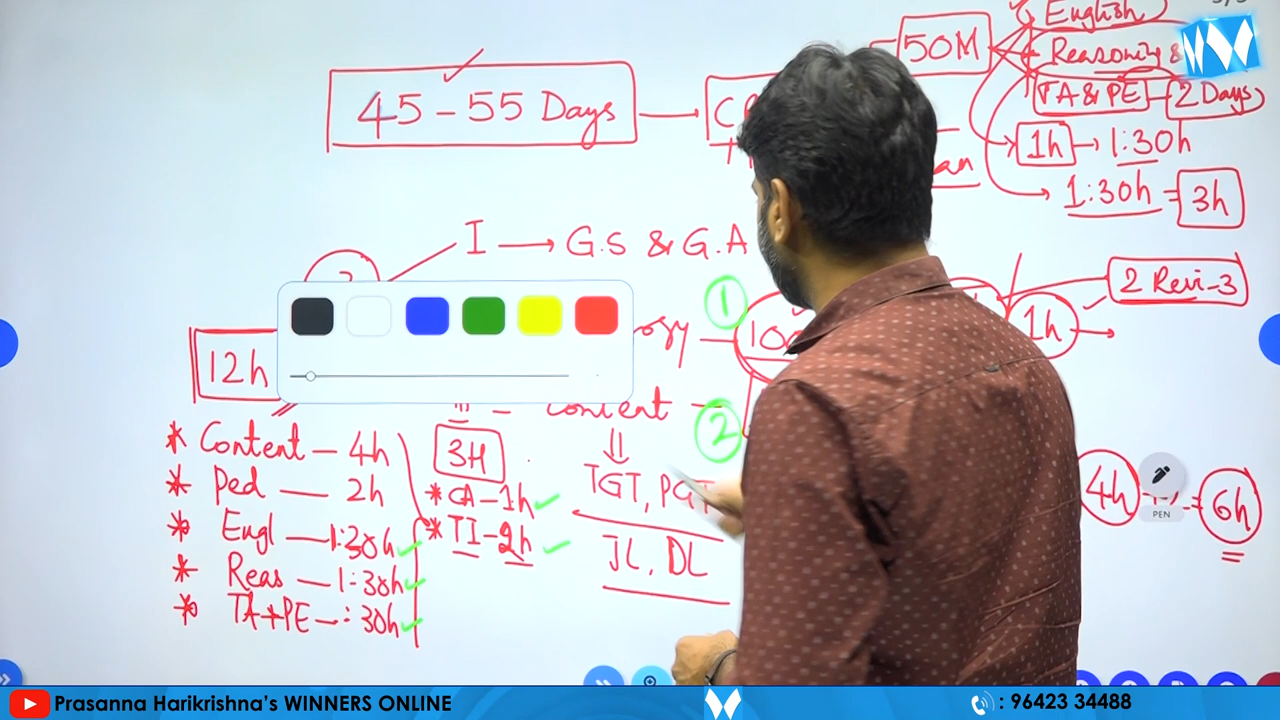 50M
English
Reasoning &
TA & PE - 2 Days
1h → 1:30h
1:30h = 3h
45 - 55 Days →
I → G.S & G.A
2 Revi-3
1
1h →
12h
Content
2
* Content - 4h
* Ped - 2h
* Engl - 1:30h
* Reas - 1:30h
* TA+PE - :30h
3H
* CA - 1h
* TI - 2h
TGT, PGT
JL, DL
4h
= 6h
PEN
Prasanna Harikrishna's WINNERS ONLINE
: 96423 34488